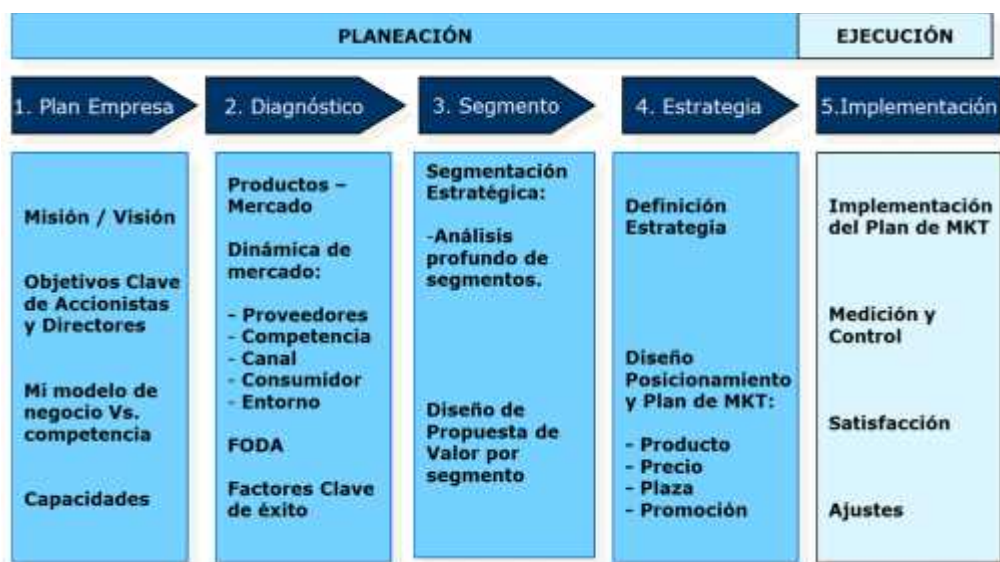 PLANEACIÓN
EJECUCIÓN
1. Plan Empresa
2. Diagnóstico
3. Segmento
4. Estrategia
5.Implementación
Misión / Visión
Objetivos Clave
de Accionistas
y Directores
Mi modelo de
negocio Vs.
competencia
Capacidades
Productos –
Mercado
Dinámica de
mercado:
- Proveedores
- Competencia
- Canal
- Consumidor
- Entorno
FODA
Factores Clave
de éxito
Segmentación
Estratégica:
-Análisis
profundo de
segmentos.
Diseño de
Propuesta de
Valor por
segmento
Definición
Estrategia
Diseño
Posicionamiento
y Plan de MKT:
- Producto
- Precio
- Plaza
- Promoción
Implementación
del Plan de MKT
Medición y
Control
Satisfacción
Ajustes